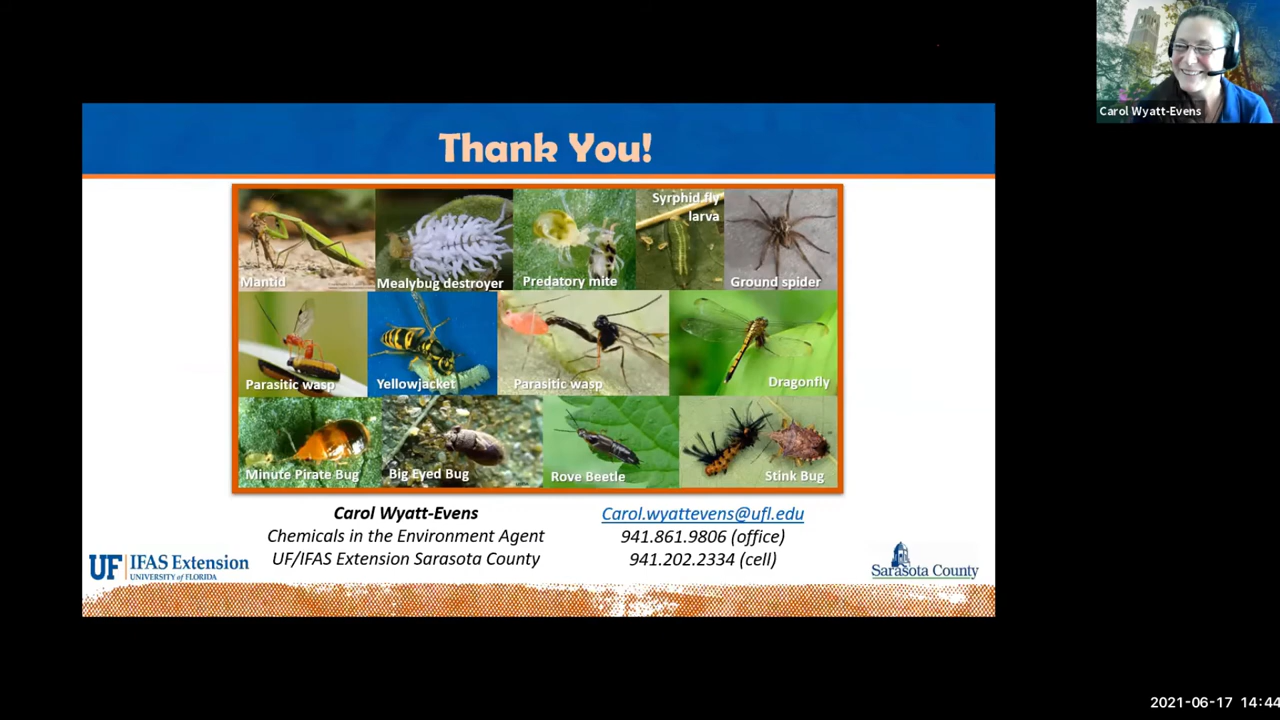 Carol Wyatt-Evens
Thank You!
Mantid
Mealybug destroyer
Predatory mite
Syrphid fly
larva
Ground spider
Parasitic wasp
Yellowjacket
Parasitic wasp
Dragonfly
Minute Pirate Bug
Big Eyed Bug
Rove Beetle
Stink Bug
Carol Wyatt-Evens
Chemicals in the Environment Agent
UF/IFAS Extension Sarasota County
Carol.wyattevens@ufl.edu
941.861.9806 (office)
941.202.2334 (cell)
UF IFAS Extension
UNIVERSITY of FLORIDA
Sarasota County
2021-06-17 14:44